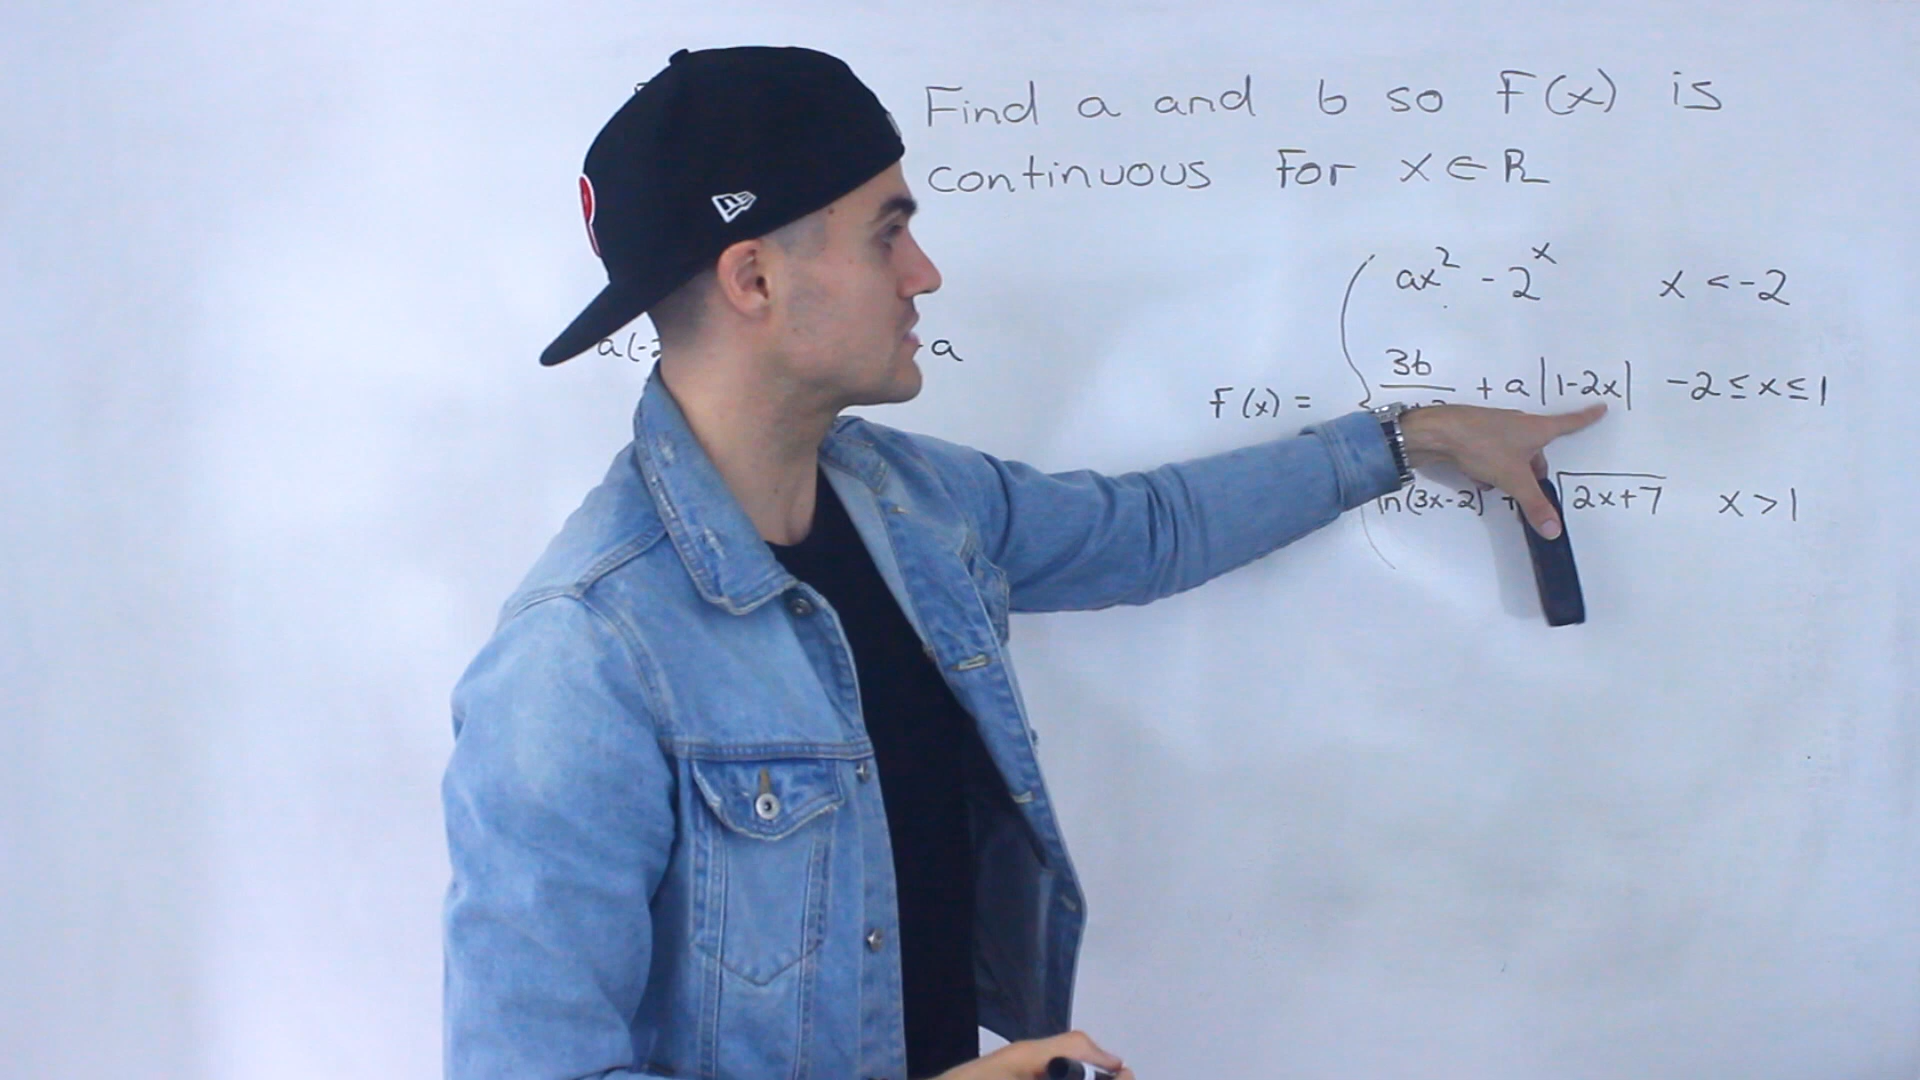 Find a and b so F(x) is
continuous for x ∈ R
ax² - 2ˣ x < -2
a(-2 a
F(x) = 3b + a|1-2x| -2 ≤ x ≤ 1
ln(3x-2) + √2x+7 x > 1